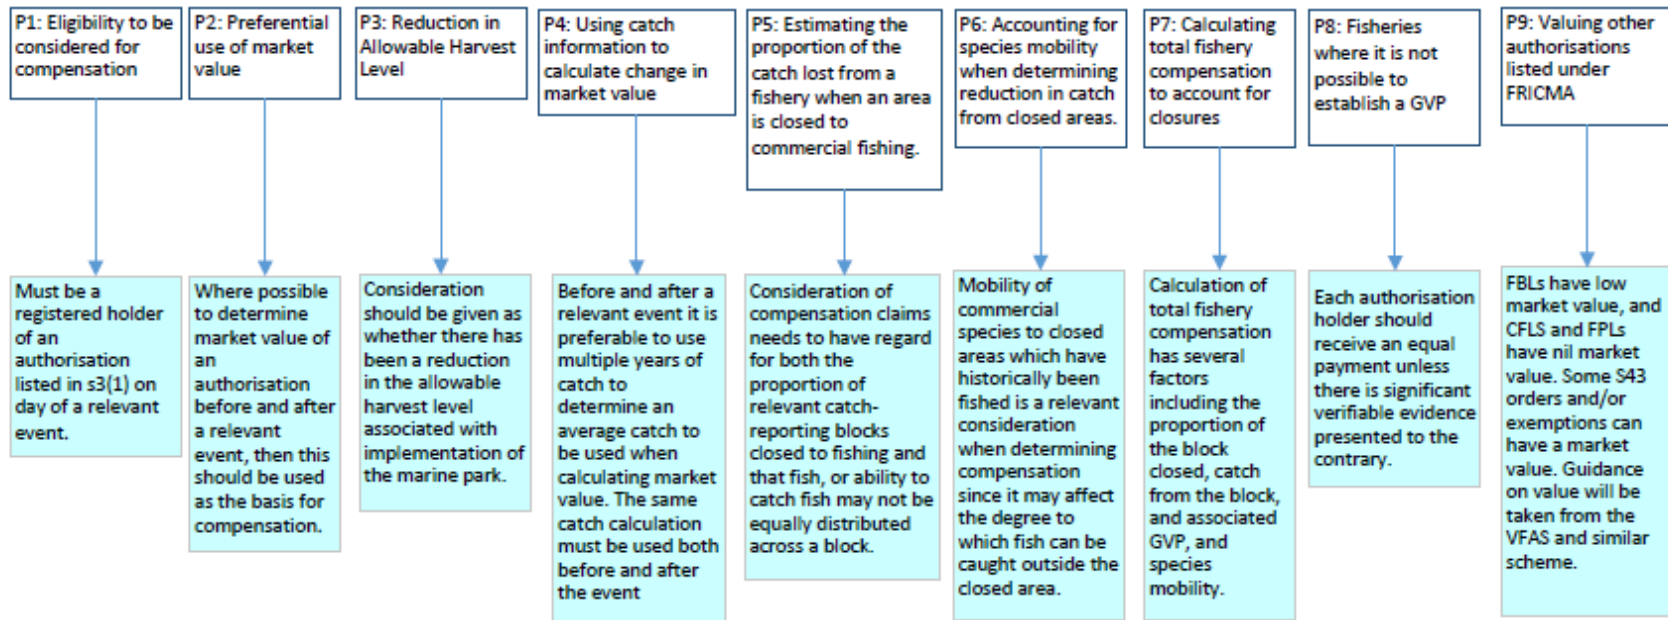 P1: Eligibility to be
considered for
compensation
P2: Preferential
use of market
value
P3: Reduction in
Allowable Harvest
Level
P4: Using catch
information to
calculate change in
market value
P5: Estimating the
proportion of the
catch lost from a
fishery when an area
is closed to
commercial fishing.
P6: Accounting for
species mobility
when determining
reduction in catch
from closed areas.
P7: Calculating
total fishery
compensation
to account for
closures
P8: Fisheries
where it is not
possible to
establish a GVP
P9: Valuing other
authorisations
listed under
FRICMA
Must be a
registered holder
of an
authorisation
listed in s3(1) on
day of a relevant
event.
Where possible
to determine
market value of
an
authorisation
before and after
a relevant
event, then this
should be used
as the basis for
compensation.
Consideration
should be given as
whether there has
been a reduction
in the allowable
harvest level
associated with
implementation of
the marine park.
Before and after a
relevant event it is
preferable to use
multiple years of
catch to
determine an
average catch to
be used when
calculating market
value. The same
catch calculation
must be used both
before and after
the event
Consideration of
compensation claims
needs to have regard
for both the
proportion of
relevant catch-
reporting blocks
closed to fishing and
that fish, or ability to
catch fish may not be
equally distributed
across a block.
Mobility of
commercial
species to closed
areas which have
historically been
fished is a relevant
consideration
when determining
compensation
since it may affect
the degree to
which fish can be
caught outside the
closed area.
Calculation of
total fishery
compensation
has several
factors
including the
proportion of
the block
closed, catch
from the block,
and associated
GVP, and
species
mobility.
Each authorisation
holder should
receive an equal
payment unless
there is significant
verifiable evidence
presented to the
contrary.
FBLs have low
market value, and
CFLS and FPLs
have nil market
value. Some S43
orders and/or
exemptions can
have a market
value. Guidance
on value will be
taken from the
VFAS and similar
scheme.